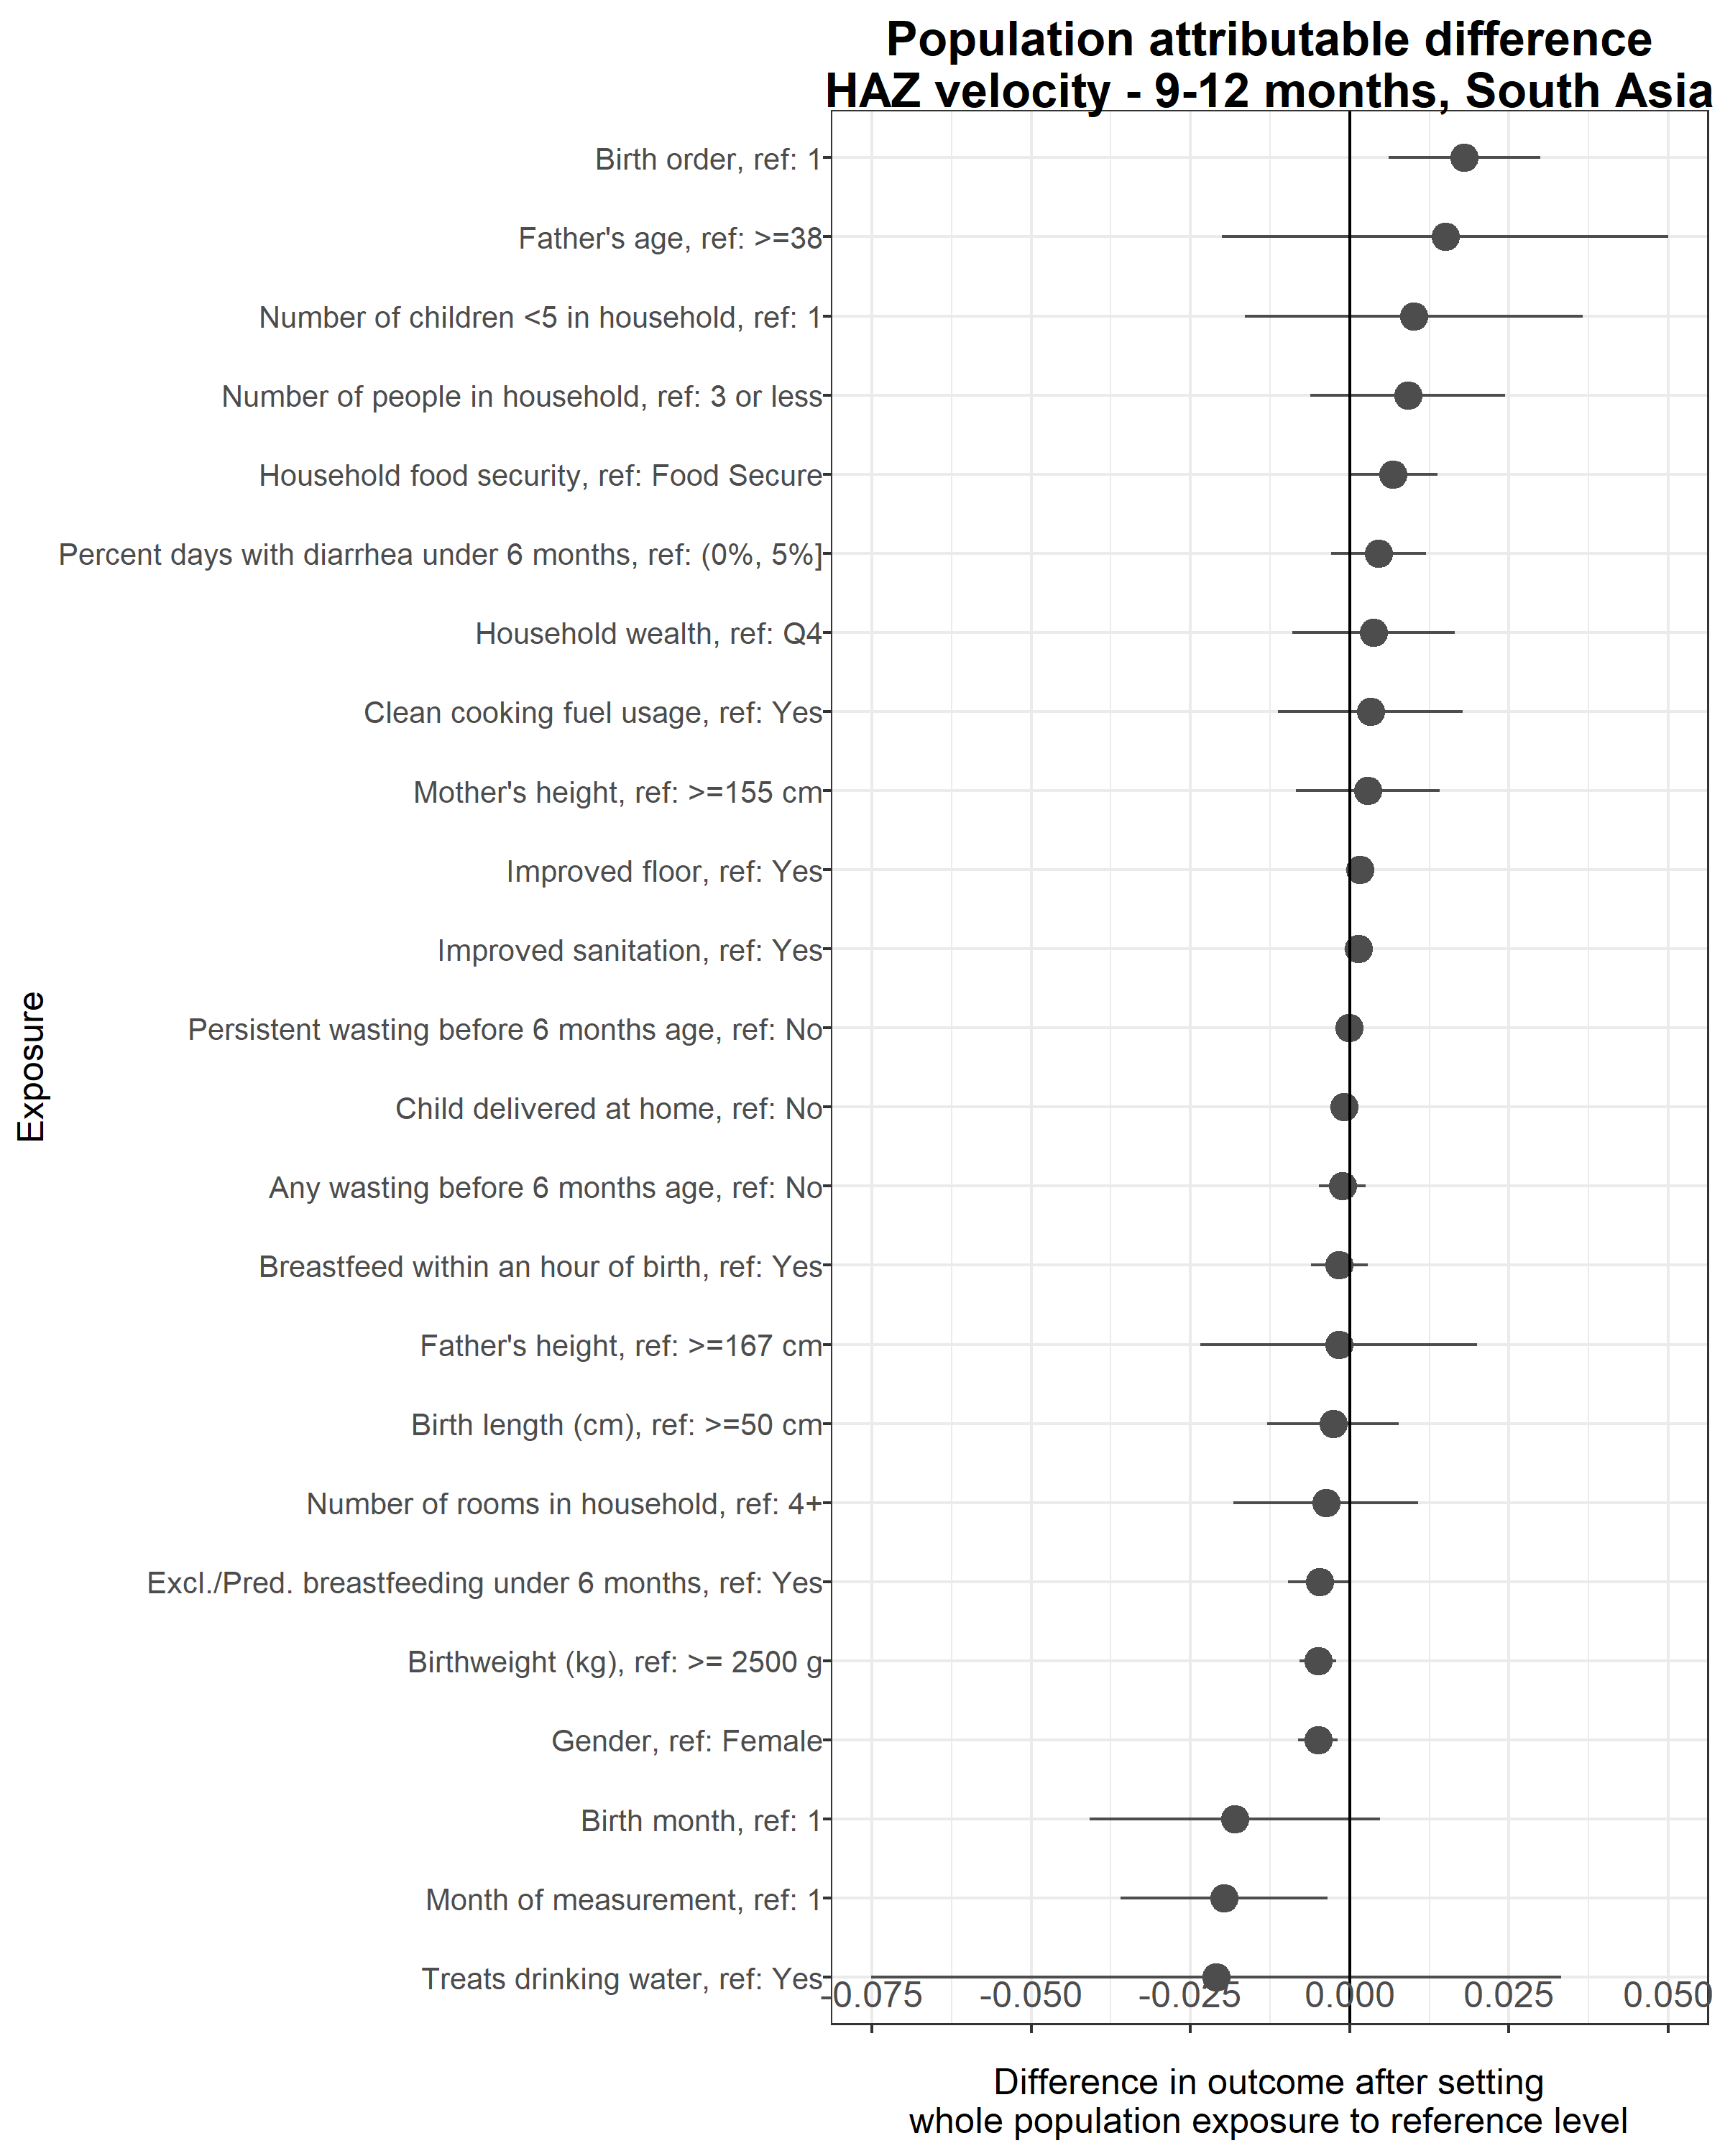 Population attributable difference
HAZ velocity - 9-12 months, South Asia
Birth order, ref: 1
Father's age, ref: >=38
Number of children <5 in household, ref: 1
Number of people in household, ref: 3 or less
Household food security, ref: Food Secure
Percent days with diarrhea under 6 months, ref: (0%, 5%]
Household wealth, ref: Q4
Clean cooking fuel usage, ref: Yes
Mother's height, ref: >=155 cm
Improved floor, ref: Yes
Improved sanitation, ref: Yes
Persistent wasting before 6 months age, ref: No
Child delivered at home, ref: No
Any wasting before 6 months age, ref: No
Breastfeed within an hour of birth, ref: Yes
Father's height, ref: >=167 cm
Birth length (cm), ref: >=50 cm
Number of rooms in household, ref: 4+
Excl./Pred. breastfeeding under 6 months, ref: Yes
Birthweight (kg), ref: >= 2500 g
Gender, ref: Female
Birth month, ref: 1
Month of measurement, ref: 1
Treats drinking water, ref: Yes
Exposure
-0.075 -0.050 -0.025 0.000 0.025 0.050
Difference in outcome after setting
whole population exposure to reference level